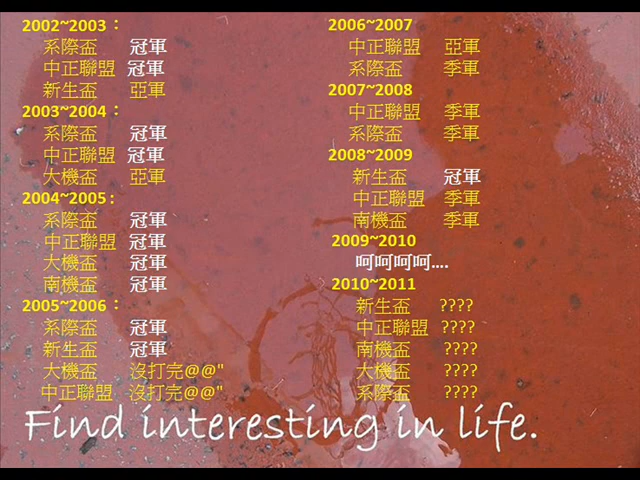 2002~2003：
系際盃 冠軍
中正聯盟 冠軍
新生盃 亞軍
2003~2004：
系際盃 冠軍
中正聯盟 冠軍
大機盃 亞軍
2004~2005：
系際盃 冠軍
中正聯盟 冠軍
大機盃 冠軍
南機盃 冠軍
2005~2006：
系際盃 冠軍
新生盃 冠軍
大機盃 沒打完@@"
中正聯盟 沒打完@@"
2006~2007
中正聯盟 亞軍
系際盃 季軍
2007~2008
中正聯盟 季軍
系際盃 季軍
2008~2009
新生盃 冠軍
中正聯盟 季軍
南機盃 季軍
2009~2010
呵呵呵呵....
2010~2011
新生盃 ????
中正聯盟 ????
南機盃 ????
大機盃 ????
系際盃 ????
Find interesting in life.